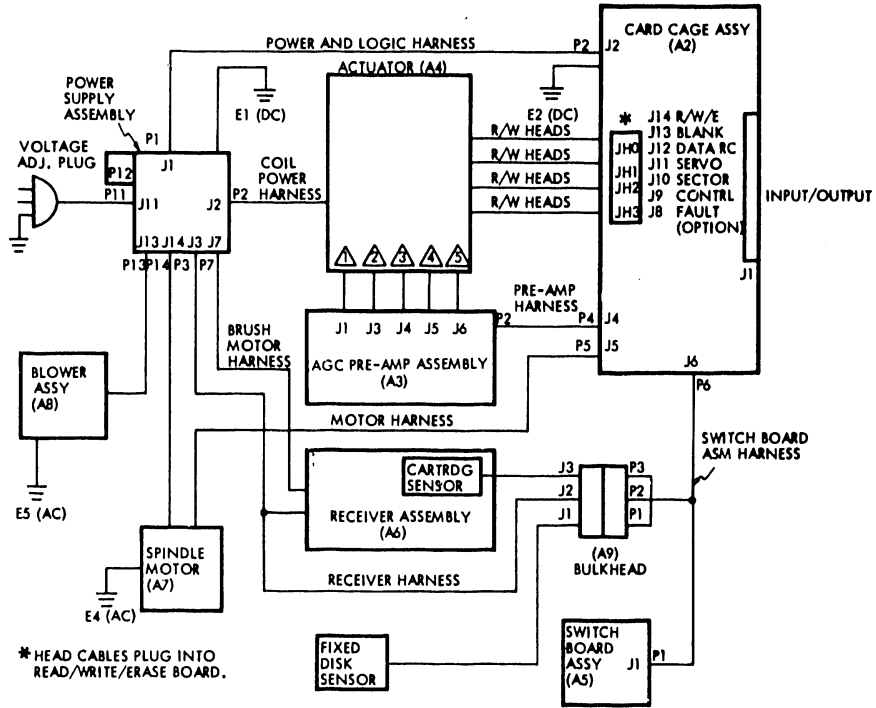 POWER AND LOGIC HARNESS
P2
J2
CARD CAGE ASSY
(A2)
ACTUATOR (A4)
POWER
SUPPLY
ASSEMBLY
E1 (DC)
E2 (DC)
P1
VOLTAGE
ADJ. PLUG
J1
P12
P11
J11
J2
P2
COIL
POWER
HARNESS
R/W HEADS
R/W HEADS
R/W HEADS
R/W HEADS
*
JH0
JH1
JH2
JH3
J14 R/W/E
J13 BLANK
J12 DATA RC
J11 SERVO
J10 SECTOR
J9 CONTRL
J8 FAULT
(OPTION)
INPUT/OUTPUT
J1
J13 J14 J3 J7
P13 P14 P3 P7
1 2 3 4 5
PRE-AMP
HARNESS
J1 J3 J4 J5 J6
P2
P4
J4
P5
J5
AGC PRE-AMP ASSEMBLY
(A3)
BRUSH
MOTOR
HARNESS
J6
P6
BLOWER
ASSY
(A8)
MOTOR HARNESS
SWITCH BOARD
ASM HARNESS
CARTRDG
SENSOR
J3
J2
J1
P3
P2
P1
RECEIVER ASSEMBLY
(A6)
E5 (AC)
(A9)
BULKHEAD
SPINDLE
MOTOR
(A7)
RECEIVER HARNESS
E4 (AC)
* HEAD CABLES PLUG INTO
READ/WRITE/ERASE BOARD.
FIXED
DISK
SENSOR
SWITCH
BOARD
ASSY
(A5)
J1
P1